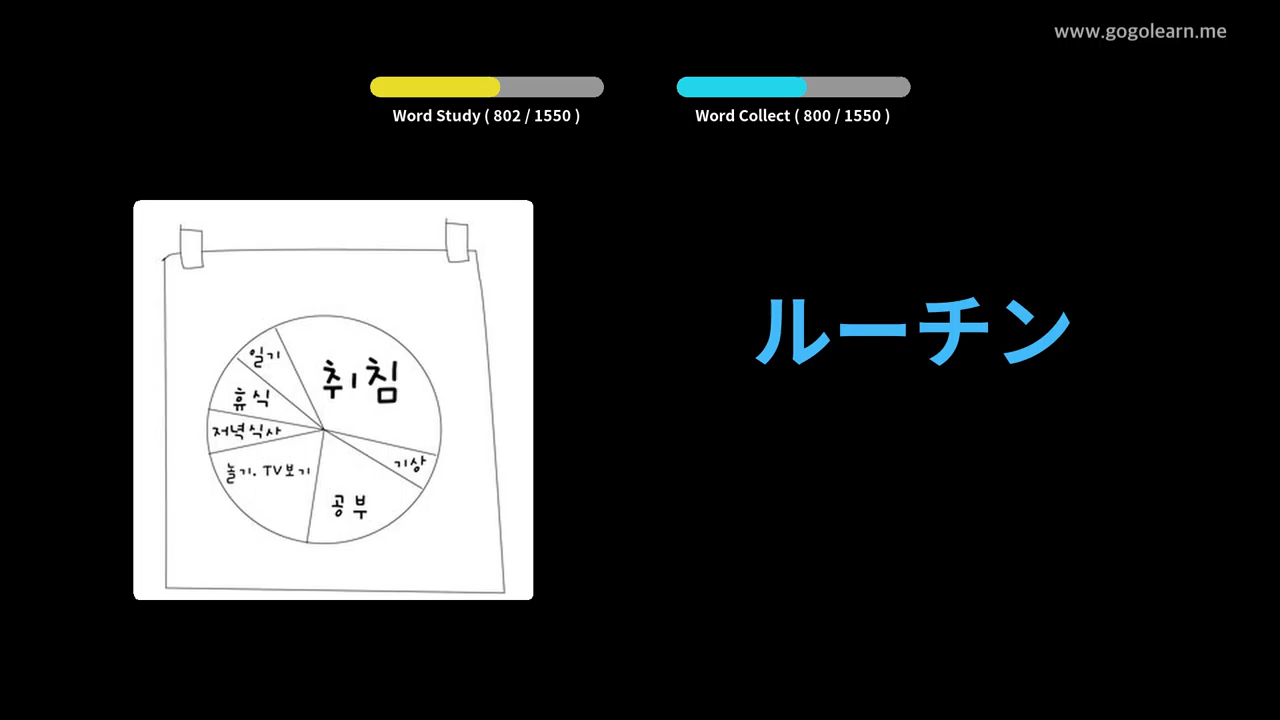 www.gogolearn.me
Word Study ( 802 / 1550 )
Word Collect ( 800 / 1550 )
일기
취침
휴식
저녁식사
기상
놀기. TV보기
공부
ルーチン